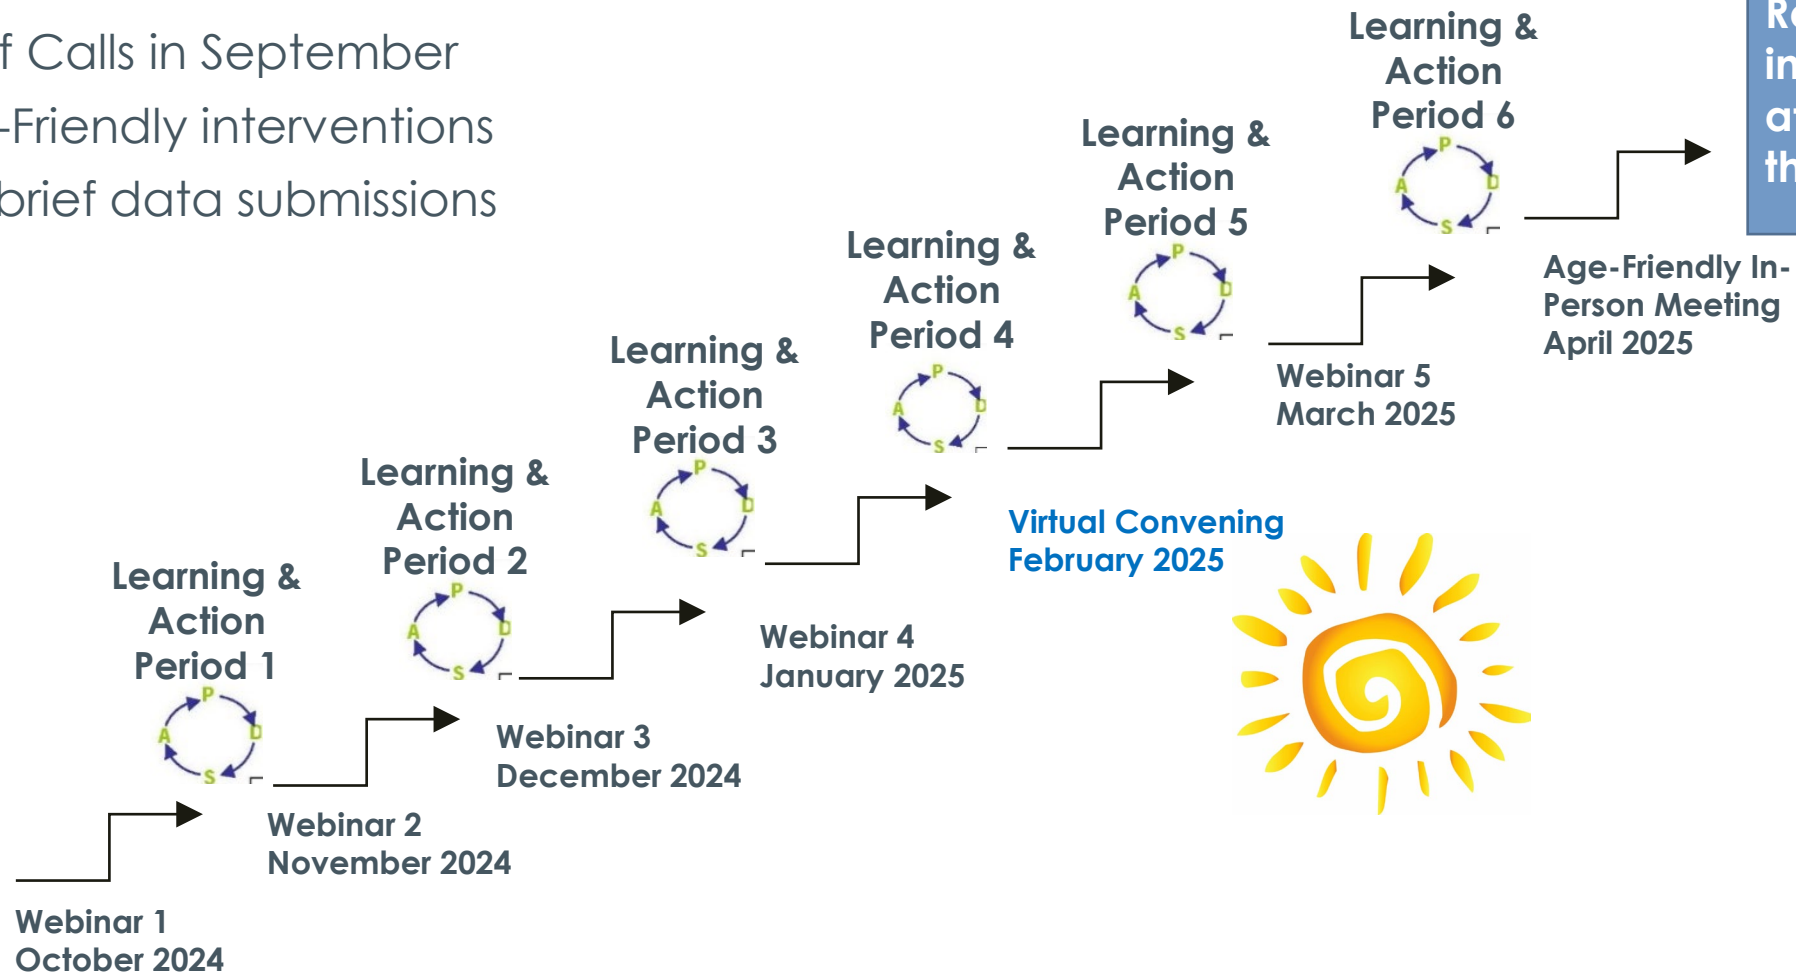 f Calls in September
-Friendly interventions
brief data submissions
Learning &
Action
Period 6
P
A
D
S
Learning &
Action
Period 5
P
A
D
S
Learning &
Action
Period 4
P
A
D
S
Learning &
Action
Period 3
P
A
D
S
Learning &
Action
Period 2
P
A
D
S
Learning &
Action
Period 1
P
A
D
S
in
th
Age-Friendly In-
Person Meeting
April 2025
Webinar 5
March 2025
Virtual Convening
February 2025
Webinar 4
January 2025
Webinar 3
December 2024
Webinar 2
November 2024
Webinar 1
October 2024